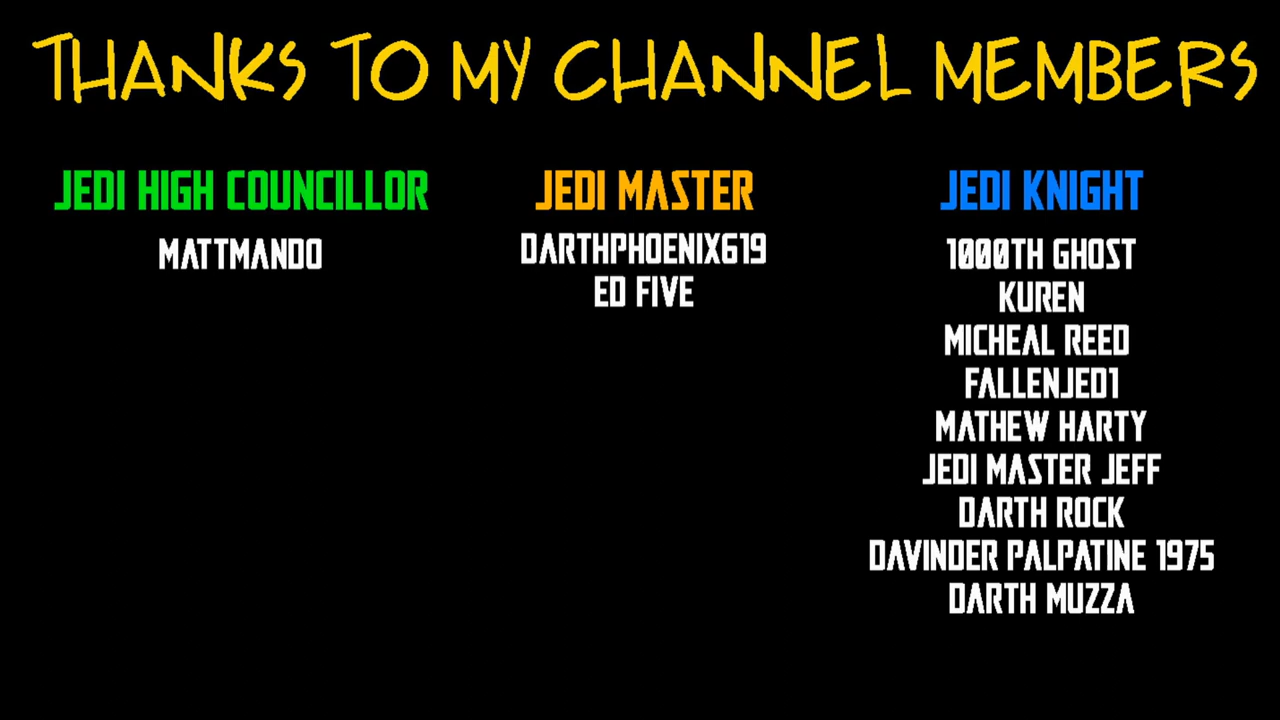 THANKS TO MY CHANNEL MEMBERS
JEDI HIGH COUNCILLOR
MATTMANDO
JEDI MASTER
DARTHPHOENIX619
ED FIVE
JEDI KNIGHT
1000TH GHOST
KUREN
MICHEAL REED
FALLENJED1
MATHEW HARTY
JEDI MASTER JEFF
DARTH ROCK
DAVINDER PALPATINE 1975
DARTH MUZZA